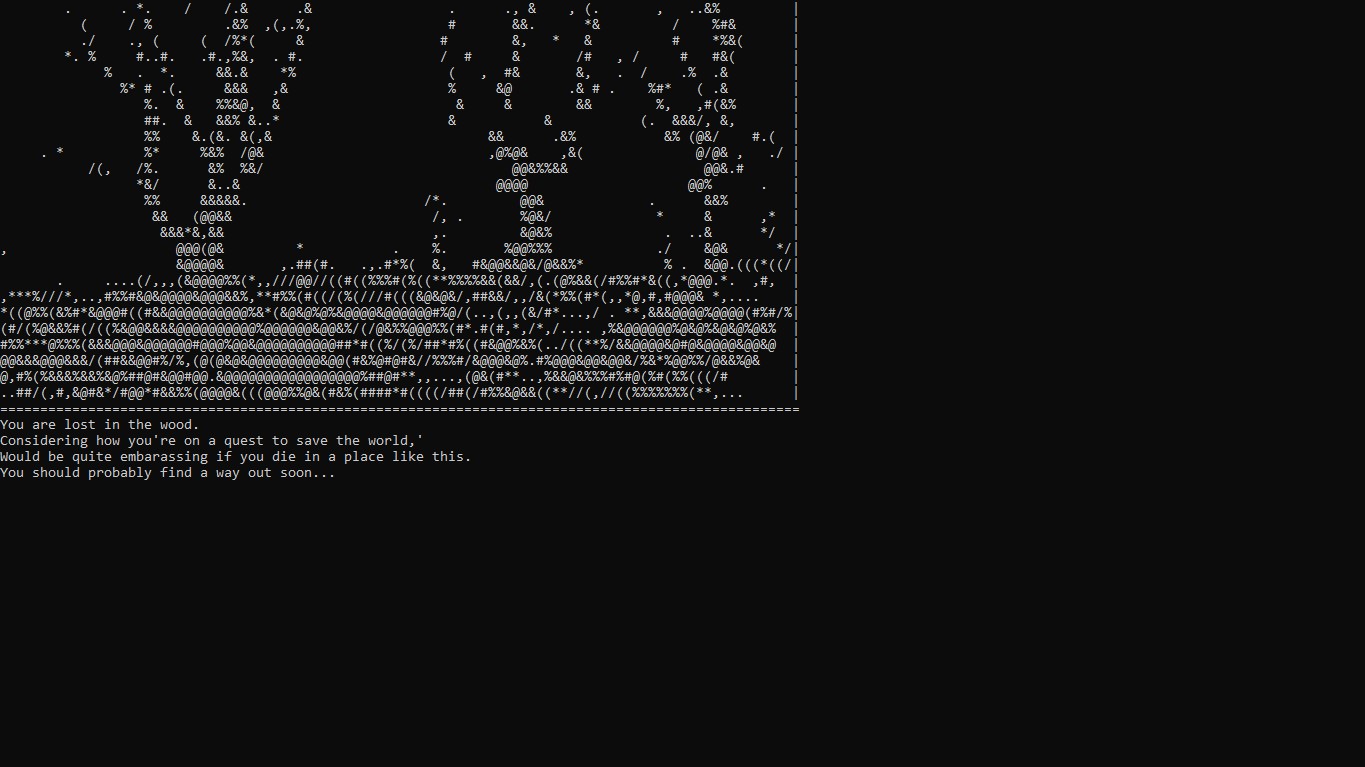 You are lost in the wood.
Considering how you're on a quest to save the world,'
Would be quite embarassing if you die in a place like this.
You should probably find a way out soon...